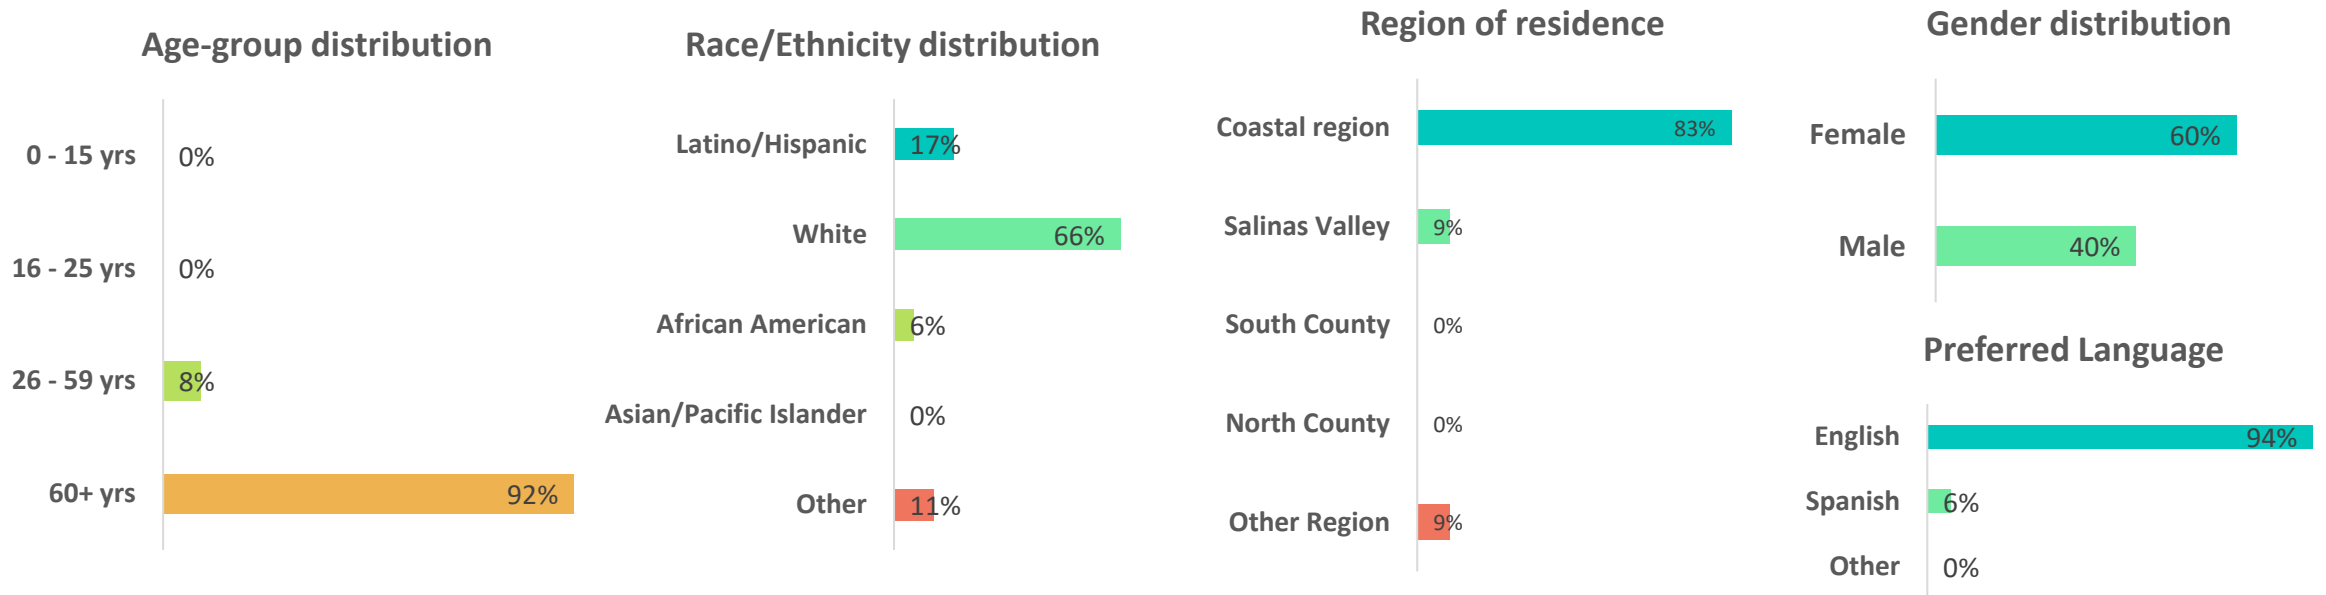 Age-group distribution
0 - 15 yrs 0%
16 - 25 yrs 0%
26 - 59 yrs 8%
60+ yrs 92%
Race/Ethnicity distribution
Latino/Hispanic 17%
White 66%
African American 6%
Asian/Pacific Islander 0%
Other 11%
Region of residence
Coastal region 83%
Salinas Valley 9%
South County 0%
North County 0%
Other Region 9%
Gender distribution
Female 60%
Male 40%
Preferred Language
English 94%
Spanish 6%
Other 0%